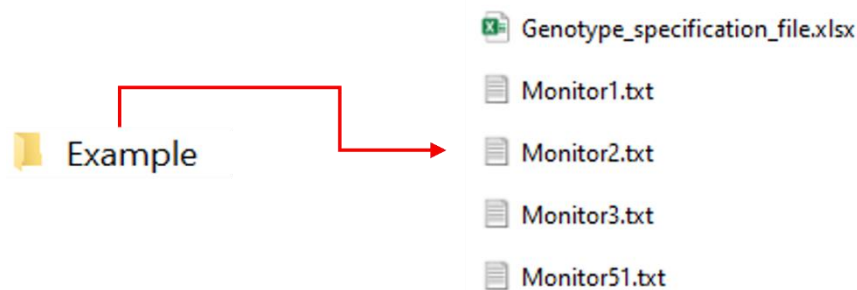 Example
Genotype_specification_file.xlsx
Monitor1.txt
Monitor2.txt
Monitor3.txt
Monitor51.txt